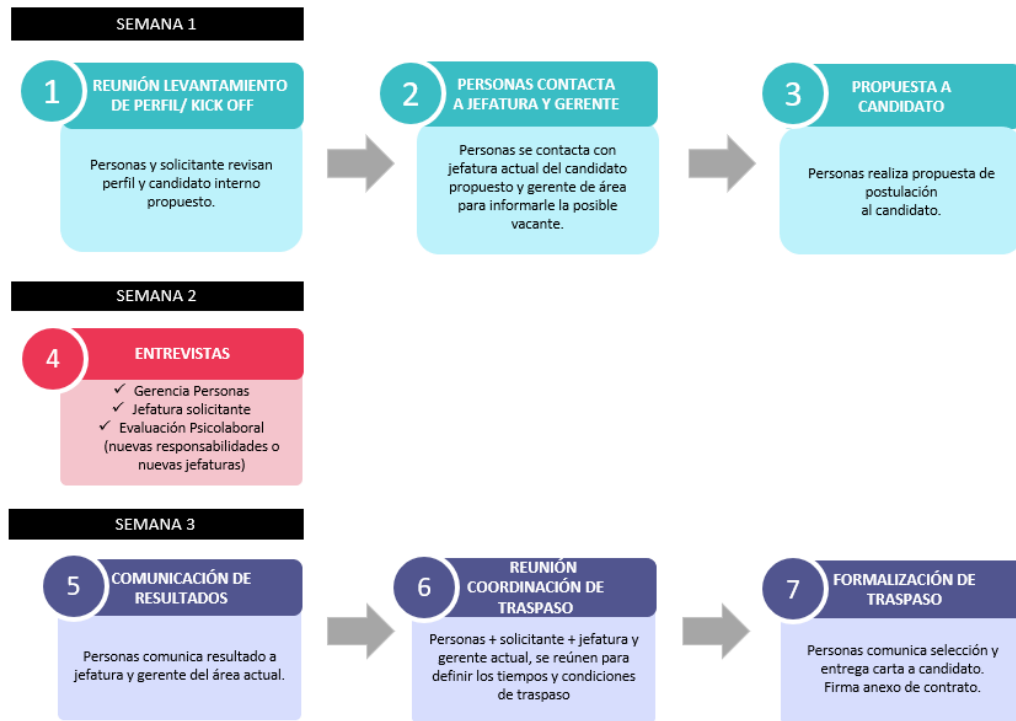 SEMANA 1
1
REUNIÓN LEVANTAMIENTO
DE PERFIL/ KICK OFF
Personas y solicitante revisan
perfil y candidato interno
propuesto.
2
PERSONAS CONTACTA
A JEFATURA Y GERENTE
Personas se contacta con
jefatura actual del candidato
propuesto y gerente de área
para informarle la posible
vacante.
3
PROPUESTA A
CANDIDATO
Personas realiza propuesta de
postulación
al candidato.
SEMANA 2
4
ENTREVISTAS
✓ Gerencia Personas
✓ Jefatura solicitante
✓ Evaluación Psicolaboral
(nuevas responsabilidades o
nuevas jefaturas)
SEMANA 3
5
COMUNICACIÓN DE
RESULTADOS
Personas comunica resultado a
jefatura y gerente del área actual.
6
REUNIÓN
COORDINACIÓN DE
TRASPASO
Personas + solicitante + jefatura y
gerente actual, se reúnen para
definir los tiempos y condiciones
de traspaso
7
FORMALIZACIÓN DE
TRASPASO
Personas comunica selección y
entrega carta a candidato.
Firma anexo de contrato.